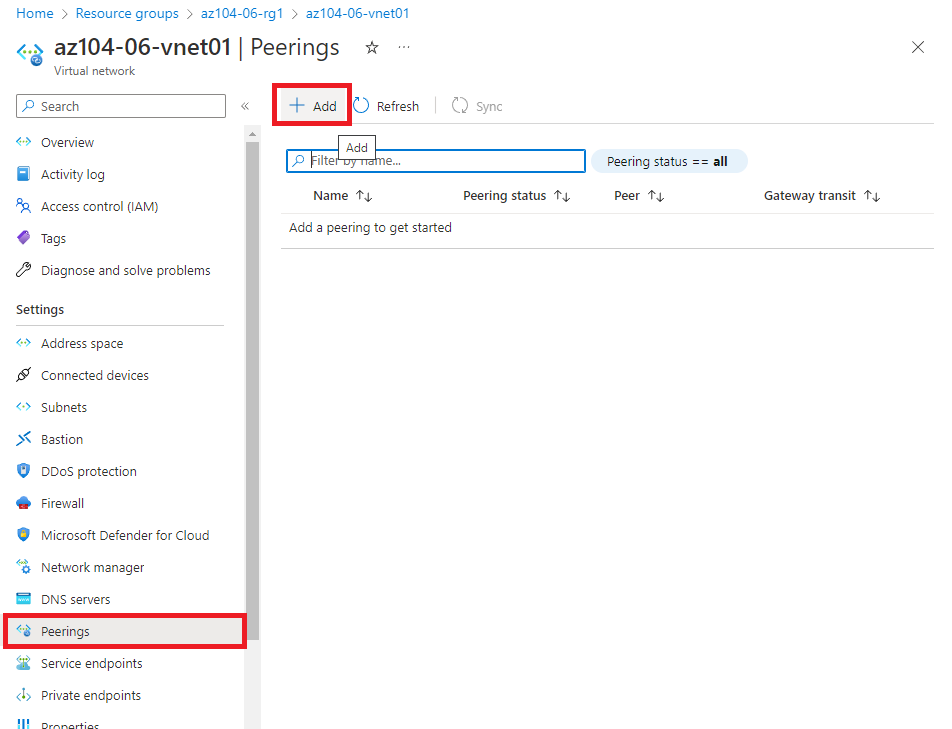 Home > Resource groups > az104-06-rg1 > az104-06-vnet01
az104-06-vnet01 | Peerings
Virtual network
Search
Add
Refresh
Sync
Overview
Activity log
Access control (IAM)
Tags
Diagnose and solve problems
Settings
Address space
Connected devices
Subnets
Bastion
DDoS protection
Firewall
Microsoft Defender for Cloud
Network manager
DNS servers
Peerings
Service endpoints
Private endpoints
Properties
Add
Filter by name...
Peering status == all
Name Peering status Peer Gateway transit
Add a peering to get started